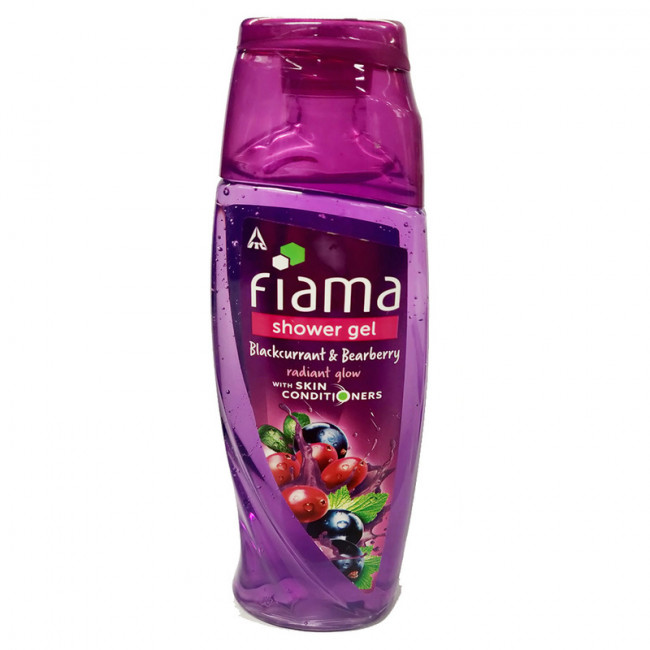 ITC
fiama
shower gel
Blackcurrant & Bearberry
radiant glow
WITH SKIN
CONDITIONERS